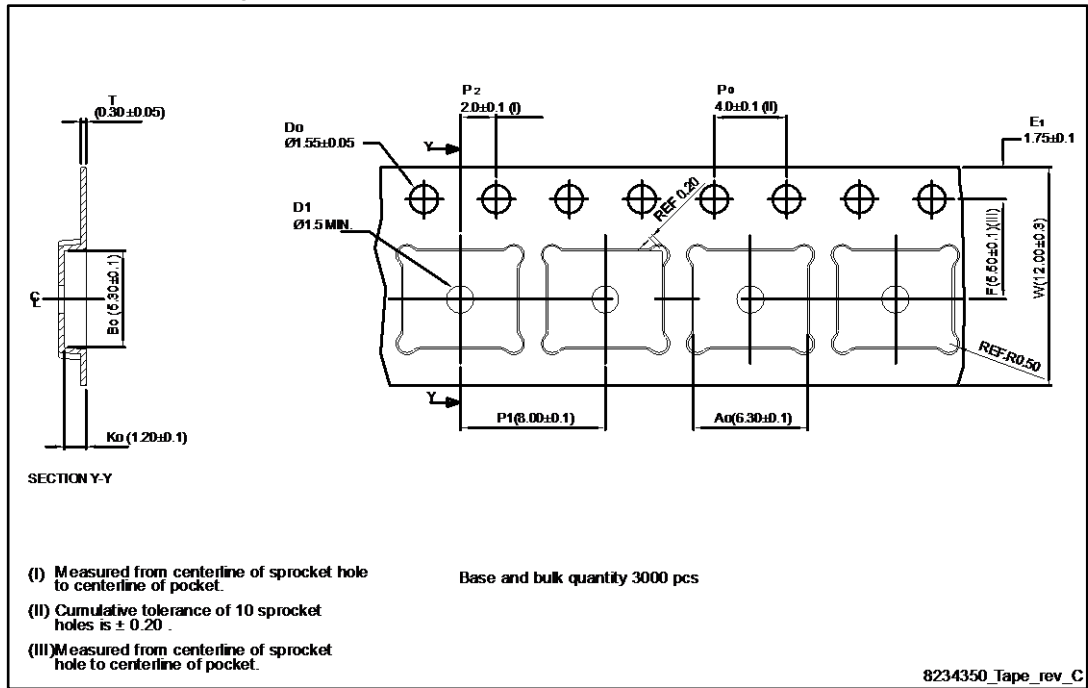 T
(0.30±0.05)
P2
2.0±0.1 (I)
Po
4.0±0.1 (II)
E1
1.75±0.1
Do
Ø1.55±0.05
Y
D1
Ø1.5 MIN.
REF 0.20
F(5.50±0.1)(III)
W(12.00±0.3)
Bo (5.30±0.1)
CL
REF.R0.50
Y
P1(8.00±0.1)
Ao(6.30±0.1)
Ko (1.20±0.1)
SECTION Y-Y
(I) Measured from centerline of sprocket hole
to centerline of pocket.
Base and bulk quantity 3000 pcs
(II) Cumulative tolerance of 10 sprocket
holes is ± 0.20 .
(III)Measured from centerline of sprocket
hole to centerline of pocket.
8234350_Tape_rev_C